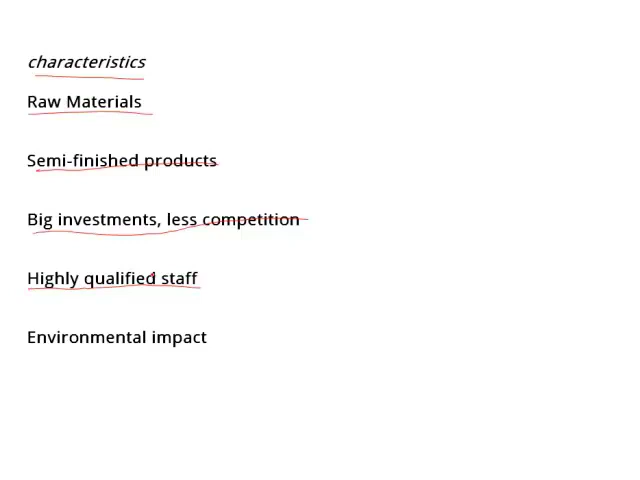 characteristics
Raw Materials
Semi-finished products
Big investments, less competition
Highly qualified staff
Environmental impact